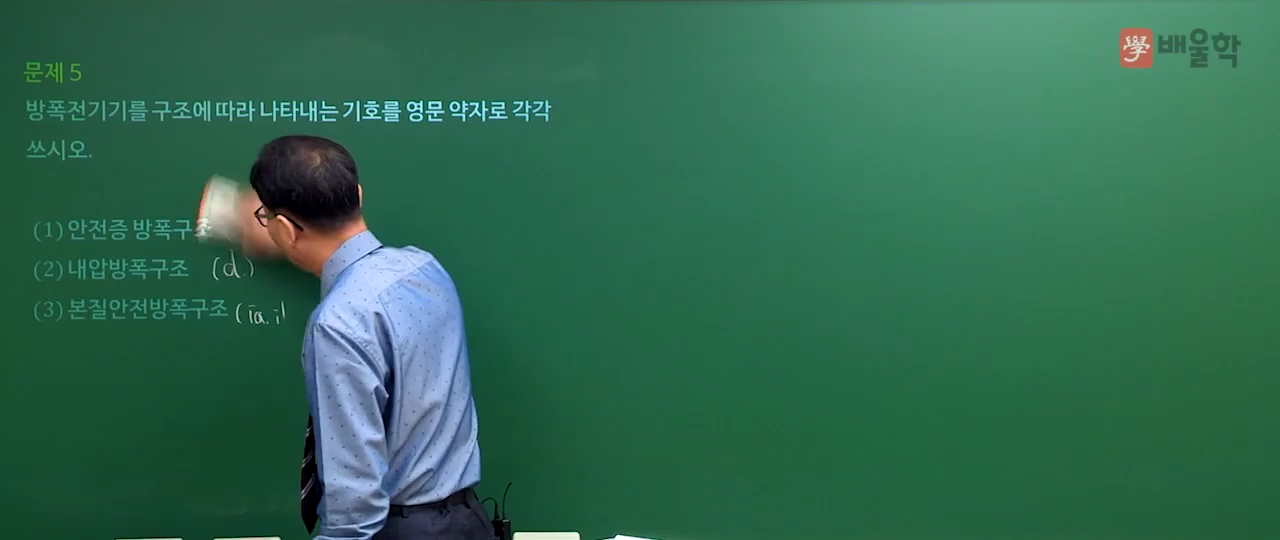 學 배울학
문제 5
방폭전기기기를 구조에 따라 나타내는 기호를 영문 약자로 각각
쓰시오.
(1) 안전증 방폭구조
(2) 내압방폭구조 (d.)
(3) 본질안전방폭구조 (ia. i